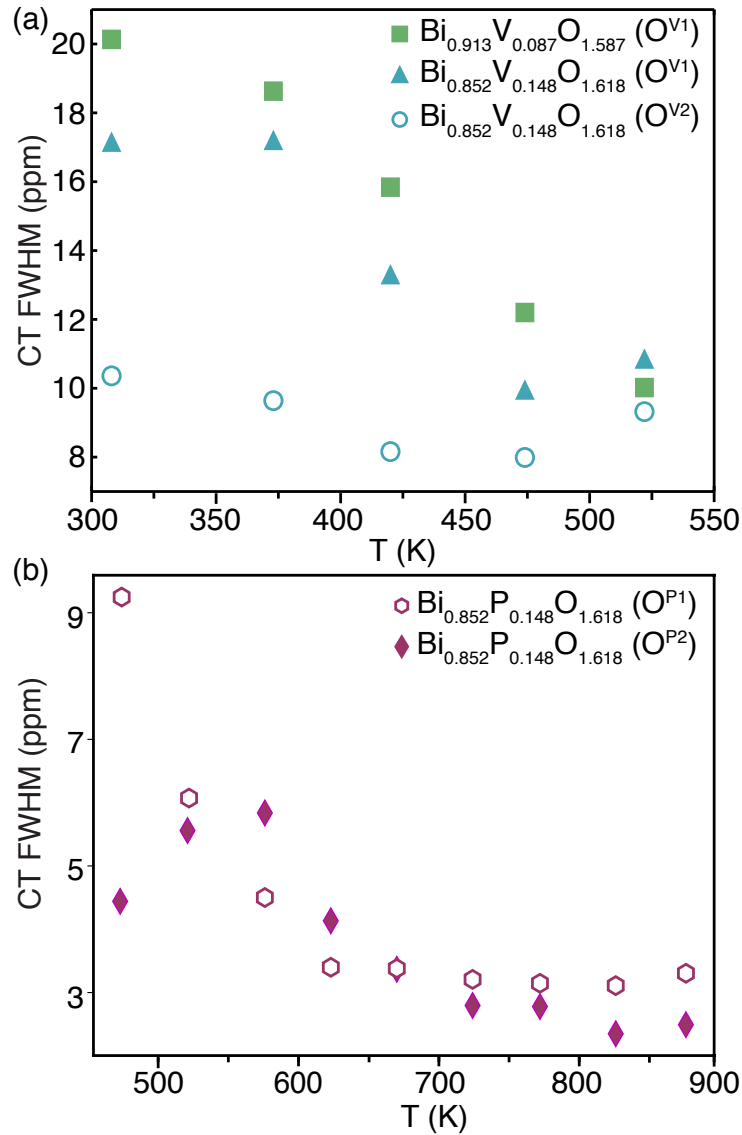 (a)
Bi0.913V0.087O1.587 (OV1)
Bi0.852V0.148O1.618 (OV1)
Bi0.852V0.148O1.618 (OV2)
CT FWHM (ppm)
20
18
16
14
12
10
8
300 350 400 450 500 550
T (K)
(b)
Bi0.852P0.148O1.618 (OP1)
Bi0.852P0.148O1.618 (OP2)
CT FWHM (ppm)
9
7
5
3
500 600 700 800 900
T (K)